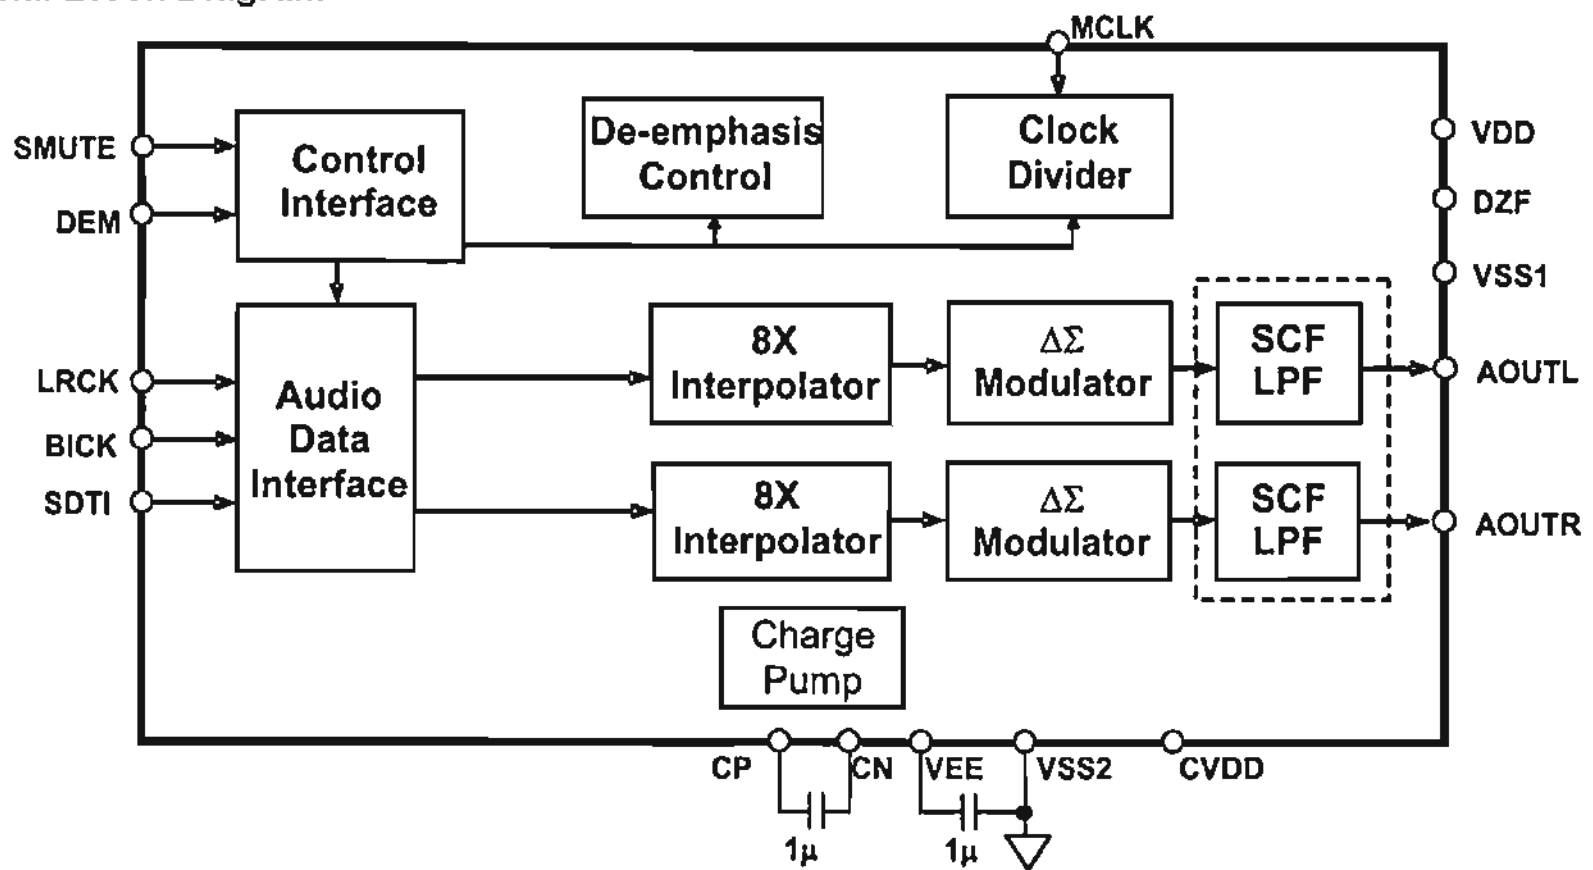 MCLK
SMUTE
DEM
Control
Interface
De-emphasis
Control
Clock
Divider
VDD
DZF
VSS1
LRCK
BICK
SDTI
Audio
Data
Interface
8X
Interpolator
ΔΣ
Modulator
SCF
LPF
AOUTL
8X
Interpolator
ΔΣ
Modulator
SCF
LPF
AOUTR
Charge
Pump
CP
CN
VEE
VSS2
CVDD
1μ
1μ